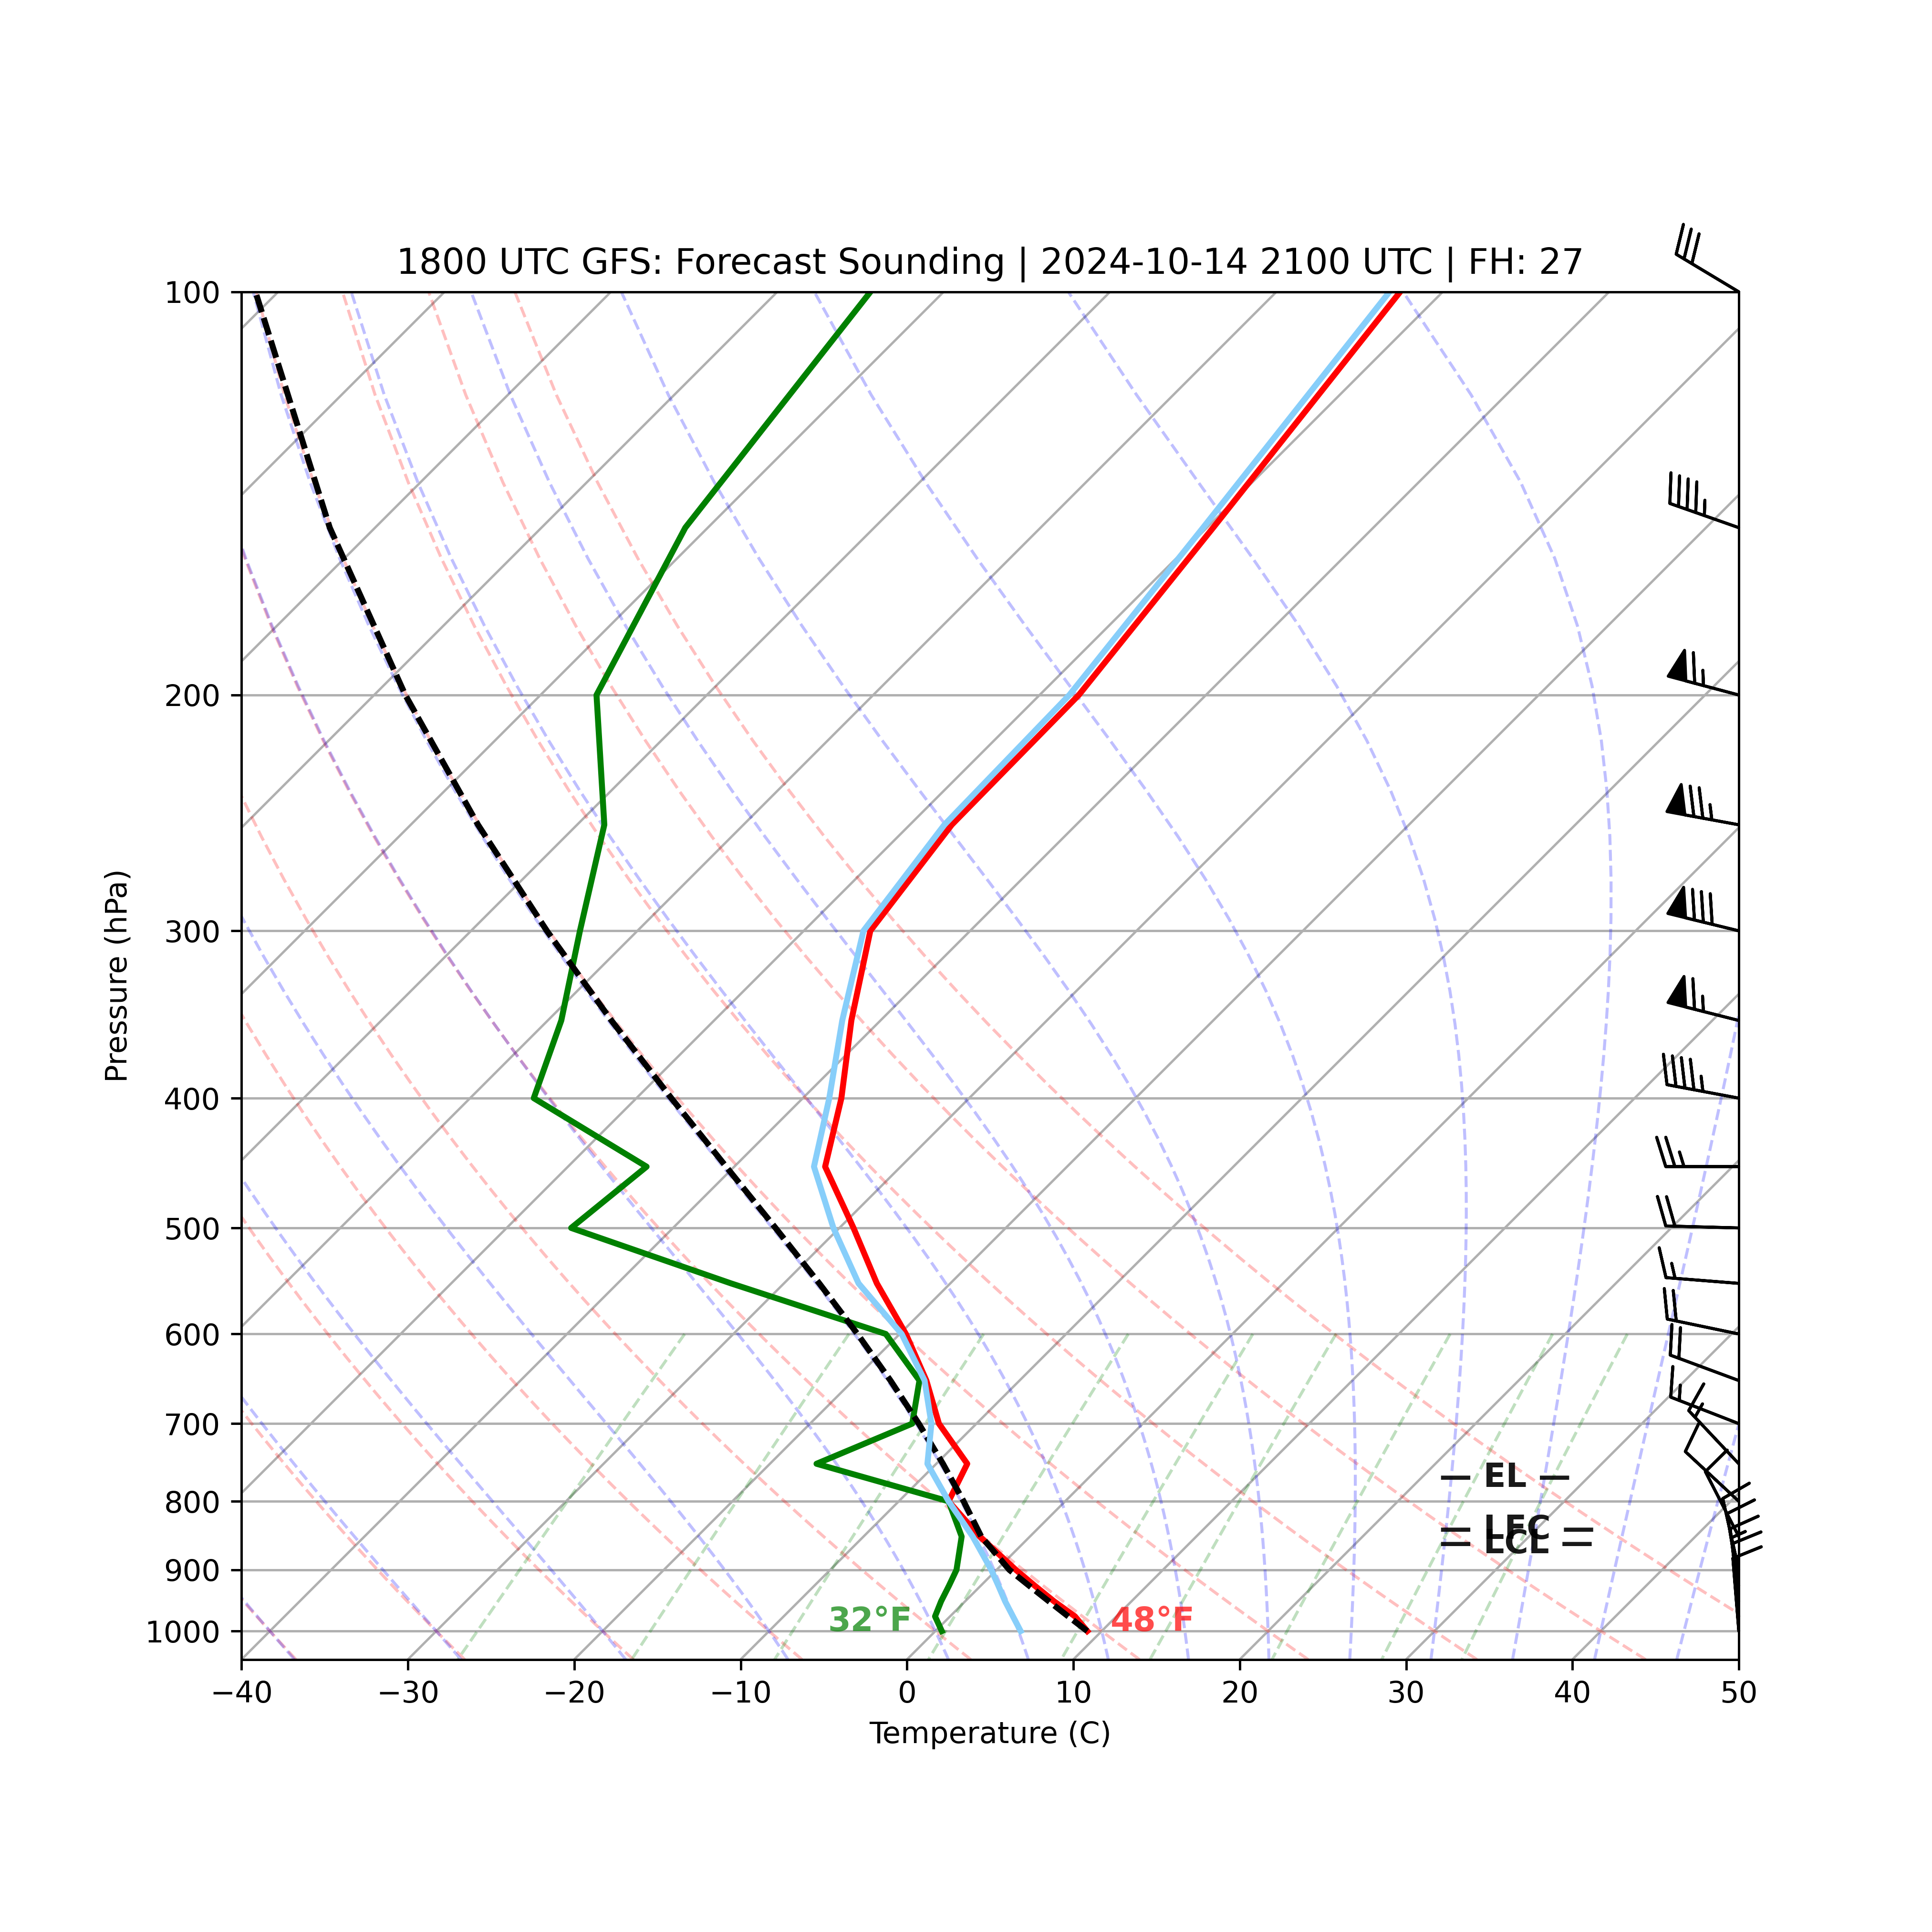 1800 UTC GFS: Forecast Sounding | 2024-10-14 2100 UTC | FH: 27
100
200
300
400
500
600
700
800
900
1000
Pressure (hPa)
— EL —
— LFC —
— LCL —
32°F
48°F
−40 −30 −20 −10 0 10 20 30 40 50
Temperature (C)